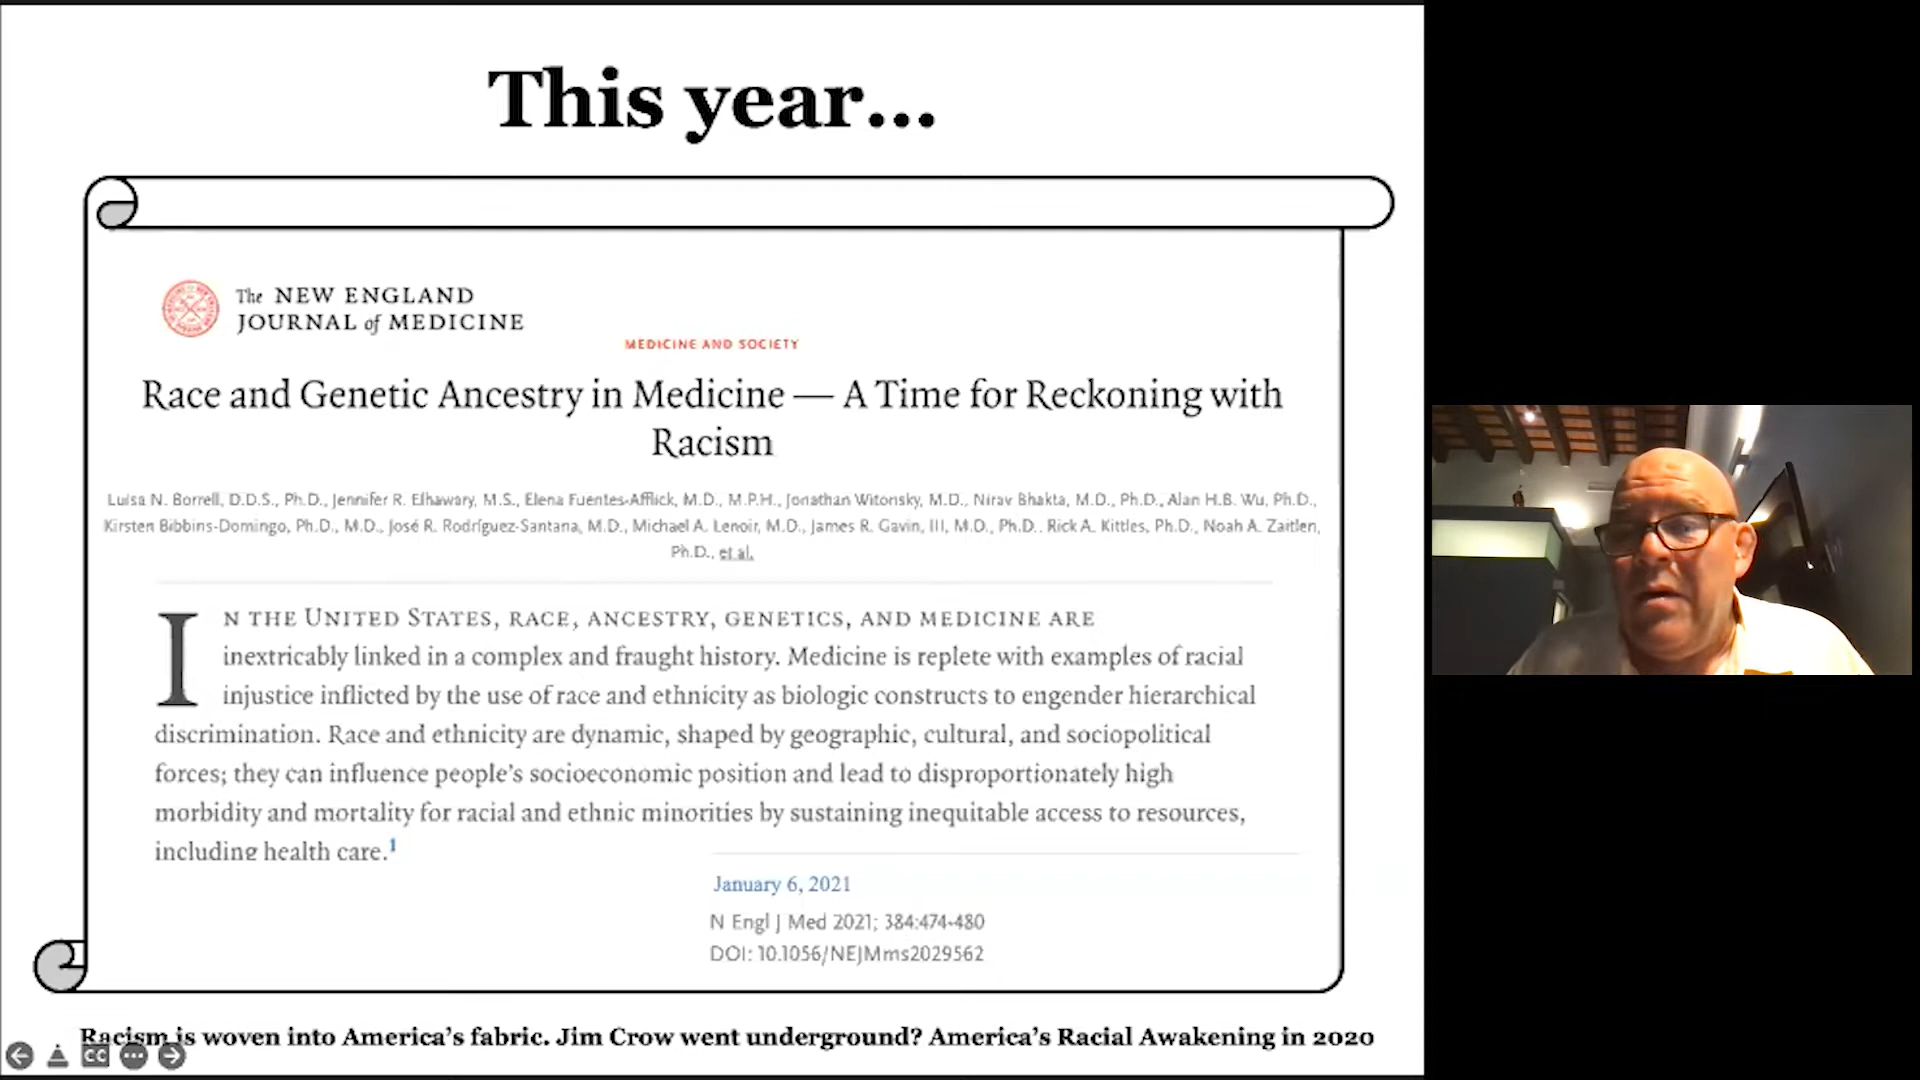 This year...
The NEW ENGLAND
JOURNAL of MEDICINE
MEDICINE AND SOCIETY
Race and Genetic Ancestry in Medicine — A Time for Reckoning with
Racism
Luisa N. Borrell, D.D.S., Ph.D., Jennifer R. Elhawary, M.S., Elena Fuentes-Afflick, M.D., M.P.H., Jonathan Witonsky, M.D., Nirav Bhakta, M.D., Ph.D., Alan H.B. Wu, Ph.D.,
Kirsten Bibbins-Domingo, Ph.D., M.D., José R. Rodríguez-Santana, M.D., Michael A. Lenoir, M.D., James R. Gavin, III, M.D., Ph.D., Rick A. Kittles, Ph.D., Noah A. Zaitlen,
Ph.D., et al.
IN THE UNITED STATES, RACE, ANCESTRY, GENETICS, AND MEDICINE ARE
inextricably linked in a complex and fraught history. Medicine is replete with examples of racial
injustice inflicted by the use of race and ethnicity as biologic constructs to engender hierarchical
discrimination. Race and ethnicity are dynamic, shaped by geographic, cultural, and sociopolitical
forces; they can influence people's socioeconomic position and lead to disproportionately high
morbidity and mortality for racial and ethnic minorities by sustaining inequitable access to resources,
including health care.1
January 6, 2021
N Engl J Med 2021; 384:474-480
DOI: 10.1056/NEJMms2029562
Racism is woven into America's fabric. Jim Crow went underground? America's Racial Awakening in 2020
CC